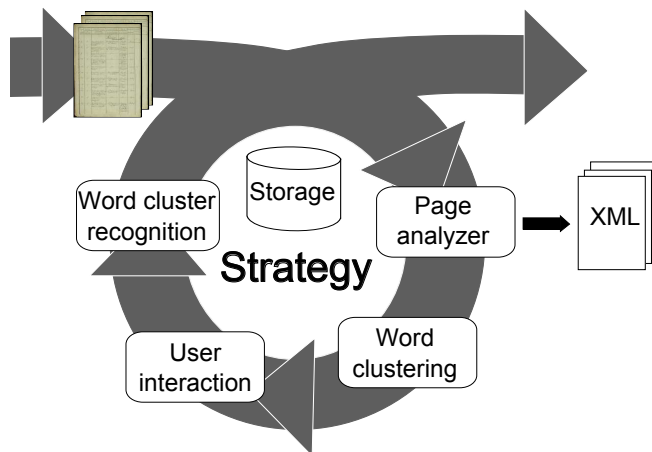 Storage
Word cluster
recognition
Page
analyzer
XML
Strategy
User
interaction
Word
clustering